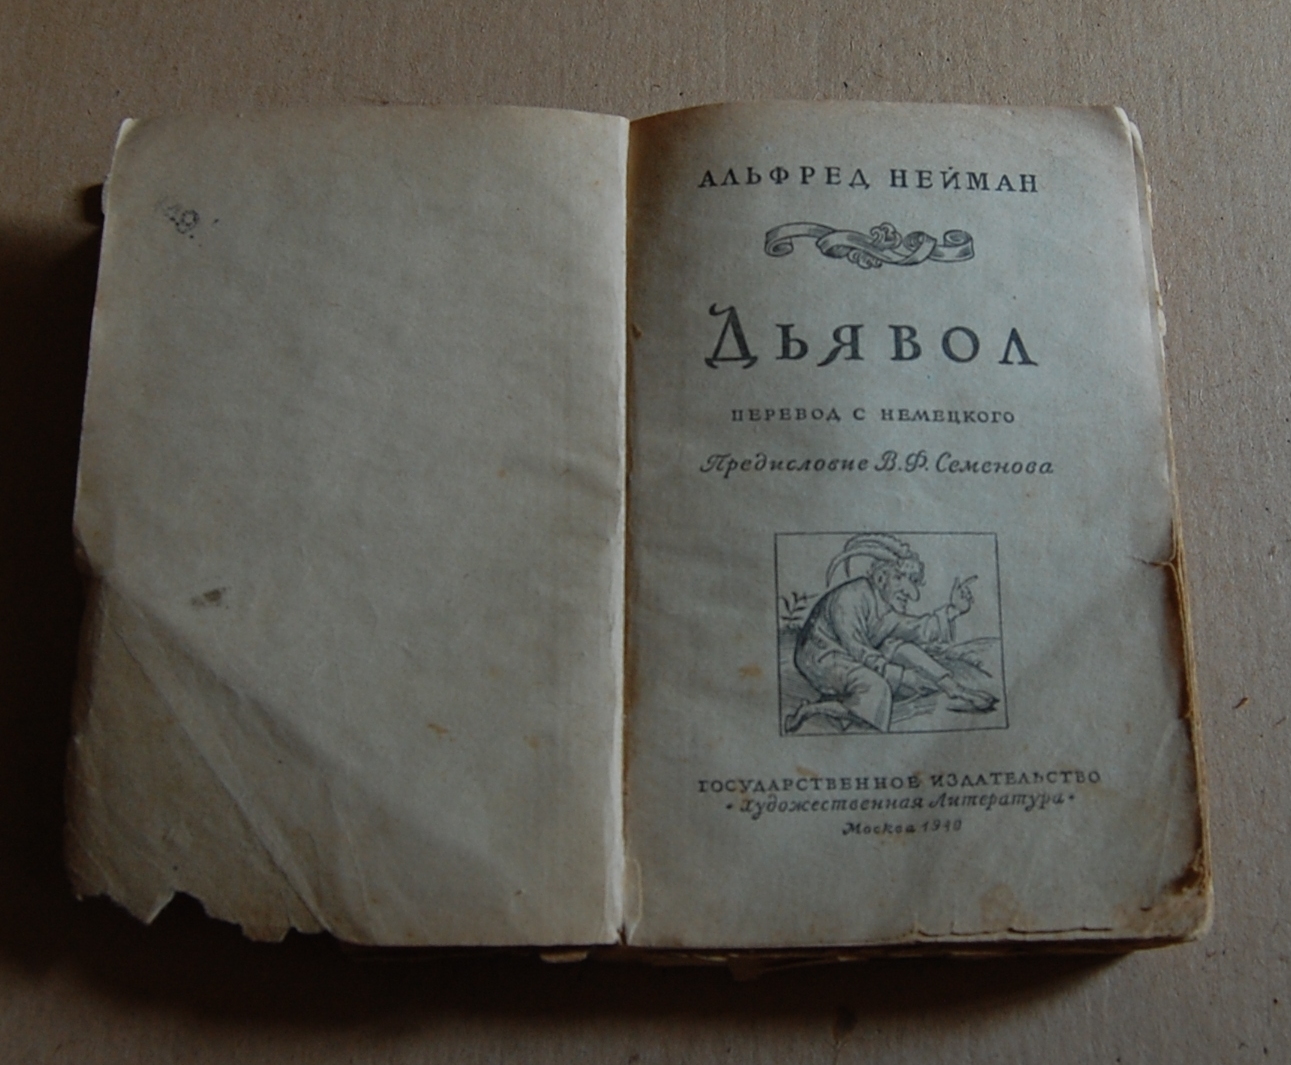 АЛЬФРЕД НЕЙМАН
ДЬЯВОЛ
ПЕРЕВОД С НЕМЕЦКОГО
Предисловие В. Ф. Семенова
ГОСУДАРСТВЕННОЕ ИЗДАТЕЛЬСТВО
• Художественная Литература •
Москва 1940